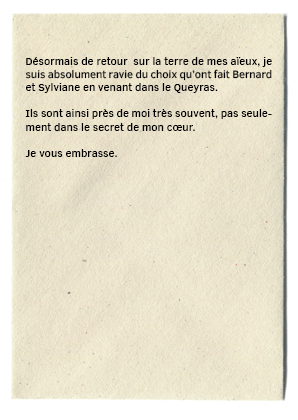 Désormais de retour  sur la terre de mes aïeux, je
suis absolument ravie du choix qu'ont fait Bernard
et Sylviane en venant dans le Queyras.
Ils sont ainsi près de moi très souvent, pas seule-
ment dans le secret de mon cœur.
Je vous embrasse.